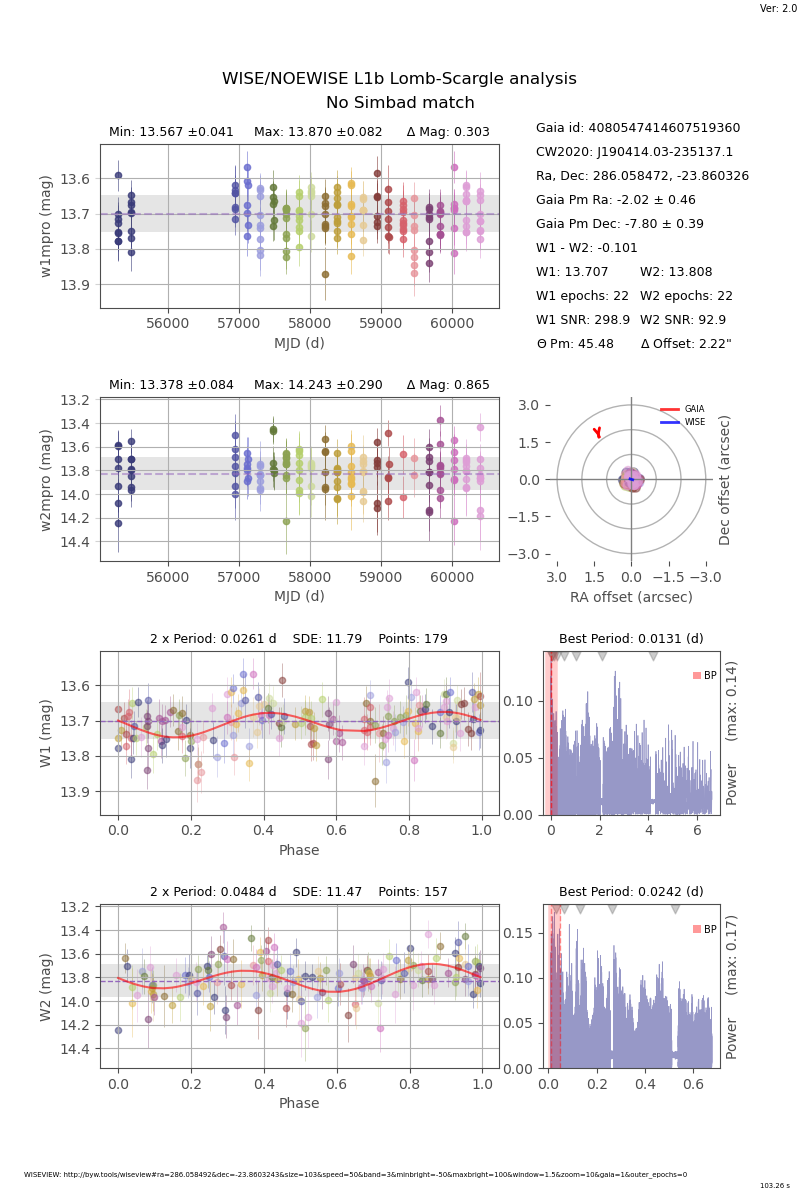 Ver: 2.0
WISE/NOEWISE L1b Lomb-Scargle analysis
No Simbad match
Min: 13.567 ±0.041 Max: 13.870 ±0.082 Δ Mag: 0.303
13.6
13.7
13.8
13.9
w1mpro (mag)
56000 57000 58000 59000 60000
MJD (d)
Gaia id: 4080547414607519360
CW2020: J190414.03-235137.1
Ra, Dec: 286.058472, -23.860326
Gaia Pm Ra: -2.02 ± 0.46
Gaia Pm Dec: -7.80 ± 0.39
W1 - W2: -0.101
W1: 13.707 W2: 13.808
W1 epochs: 22 W2 epochs: 22
W1 SNR: 298.9 W2 SNR: 92.9
Θ Pm: 45.48 Δ Offset: 2.22"
Min: 13.378 ±0.084 Max: 14.243 ±0.290 Δ Mag: 0.865
13.2
13.4
13.6
13.8
14.0
14.2
14.4
w2mpro (mag)
56000 57000 58000 59000 60000
MJD (d)
GAIA
WISE
3.0
1.5
0.0
−1.5
−3.0
Dec offset (arcsec)
3.0 1.5 0.0 −1.5 −3.0
RA offset (arcsec)
2 x Period: 0.0261 d SDE: 11.79 Points: 179
13.6
13.7
13.8
13.9
W1 (mag)
0.0 0.2 0.4 0.6 0.8 1.0
Phase
Best Period: 0.0131 (d)
BP
0.10
0.05
0.00
Power (max: 0.14)
0 2 4 6
2 x Period: 0.0484 d SDE: 11.47 Points: 157
13.2
13.4
13.6
13.8
14.0
14.2
14.4
W2 (mag)
0.0 0.2 0.4 0.6 0.8 1.0
Phase
Best Period: 0.0242 (d)
BP
0.15
0.10
0.05
0.00
Power (max: 0.17)
0.0 0.2 0.4 0.6
WISEVIEW: http://byw.tools/wiseview#ra=286.058492&dec=-23.8603243&size=103&speed=50&band=3&minbright=-50&maxbright=100&window=1.5&zoom=10&gaia=1&outer_epochs=0
103.26 s